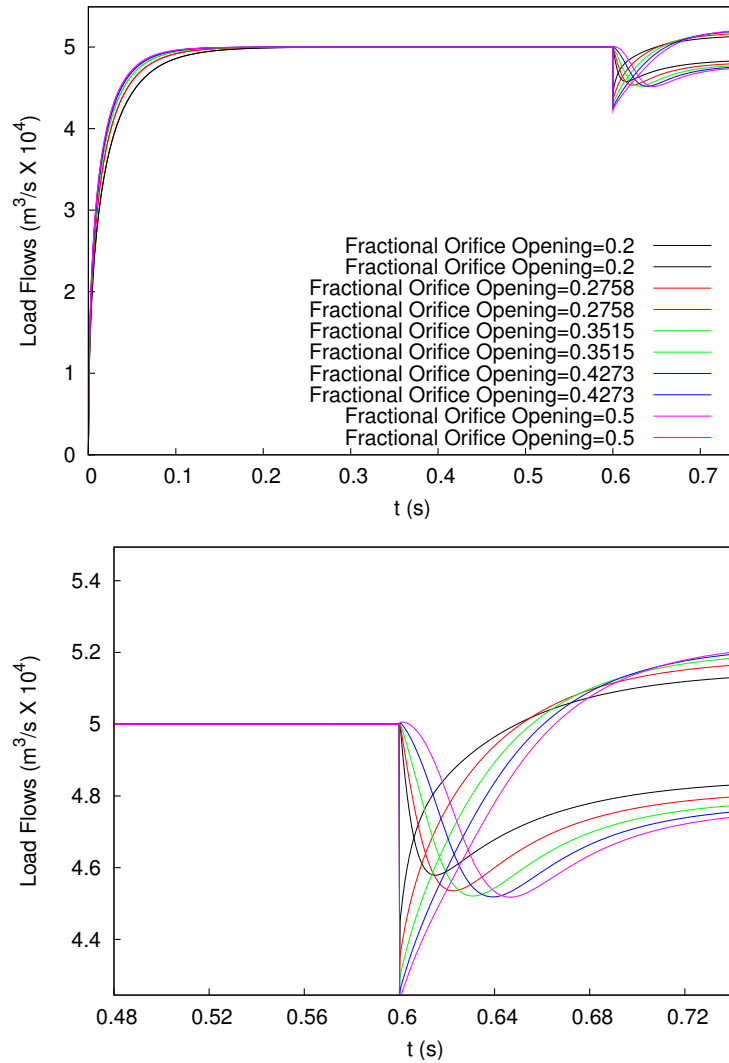 5
4
3
2
1
0
Load Flows (m³/s X 10⁴)
Fractional Orifice Opening=0.2
Fractional Orifice Opening=0.2
Fractional Orifice Opening=0.2758
Fractional Orifice Opening=0.2758
Fractional Orifice Opening=0.3515
Fractional Orifice Opening=0.3515
Fractional Orifice Opening=0.4273
Fractional Orifice Opening=0.4273
Fractional Orifice Opening=0.5
Fractional Orifice Opening=0.5
0 0.1 0.2 0.3 0.4 0.5 0.6 0.7
t (s)
5.4
5.2
5
4.8
4.6
4.4
Load Flows (m³/s X 10⁴)
0.48 0.52 0.56 0.6 0.64 0.68 0.72
t (s)